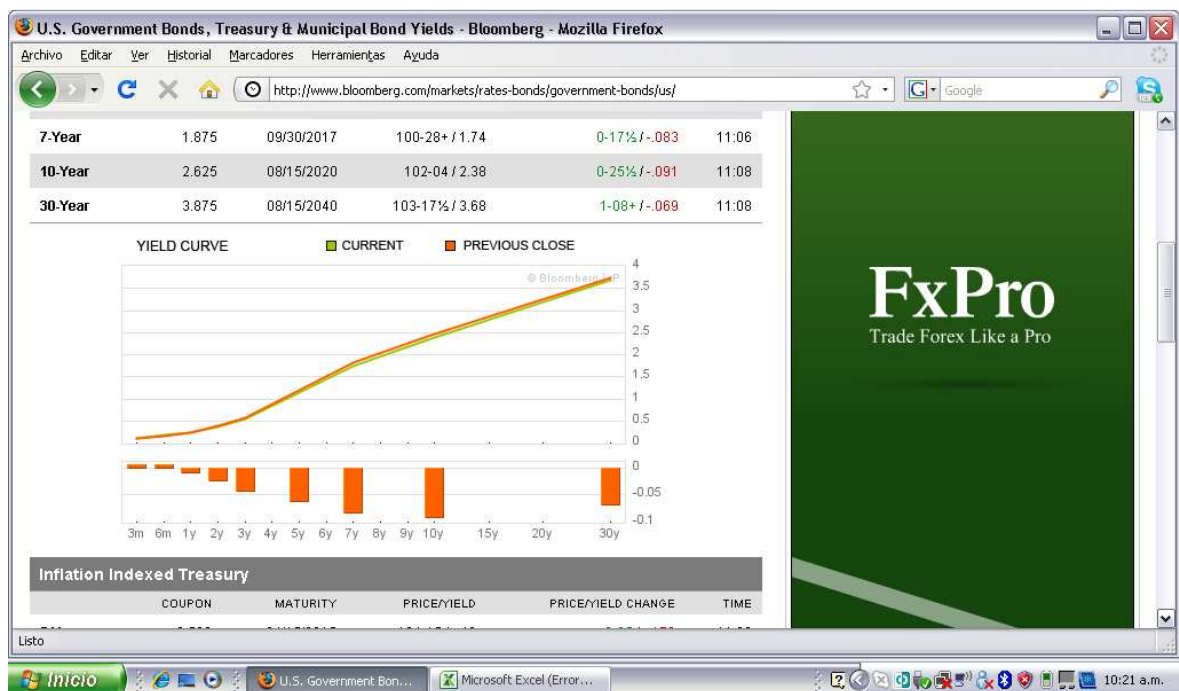 U.S. Government Bonds, Treasury & Municipal Bond Yields - Bloomberg - Mozilla Firefox
Archivo Editar Ver Historial Marcadores Herramientas Ayuda
http://www.bloomberg.com/markets/rates-bonds/government-bonds/us/ Google
7-Year 1.875 09/30/2017 100-28+ / 1.74 0-17½ / -.083 11:06
10-Year 2.625 08/15/2020 102-04 / 2.38 0-25½ / -.091 11:08
30-Year 3.875 08/15/2040 103-17½ / 3.68 1-08+ / -.069 11:08
YIELD CURVE CURRENT PREVIOUS CLOSE
4
© Bloomberg
3.5
3
2.5
2
1.5
1
0.5
0
0
-0.05
-0.1
3m 6m 1y 2y 3y 4y 5y 6y 7y 8y 9y 10y 15y 20y 30y
FxPro
Trade Forex Like a Pro
Inflation Indexed Treasury
COUPON MATURITY PRICE/YIELD PRICE/YIELD CHANGE TIME
Listo
Inicio U.S. Government Bon... Microsoft Excel (Error... 10:21 a.m.